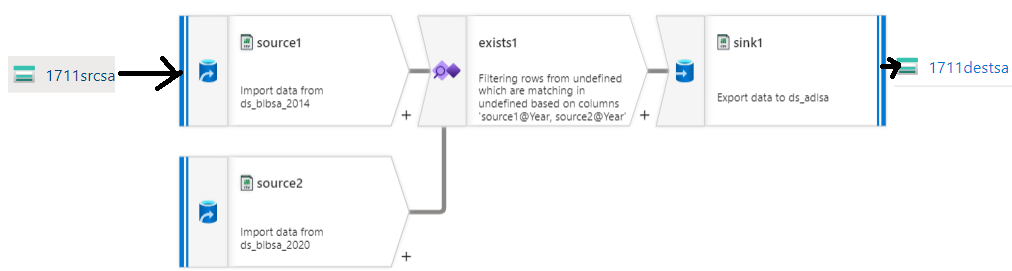 1711srcsa
source1
Import data from
ds_blbsa_2014
+
exists1
Filtering rows from undefined
which are matching in
undefined based on columns
'source1@Year, source2@Year'
+
sink1
Export data to ds_adlsa
1711destsa
source2
Import data from
ds_blbsa_2020
+